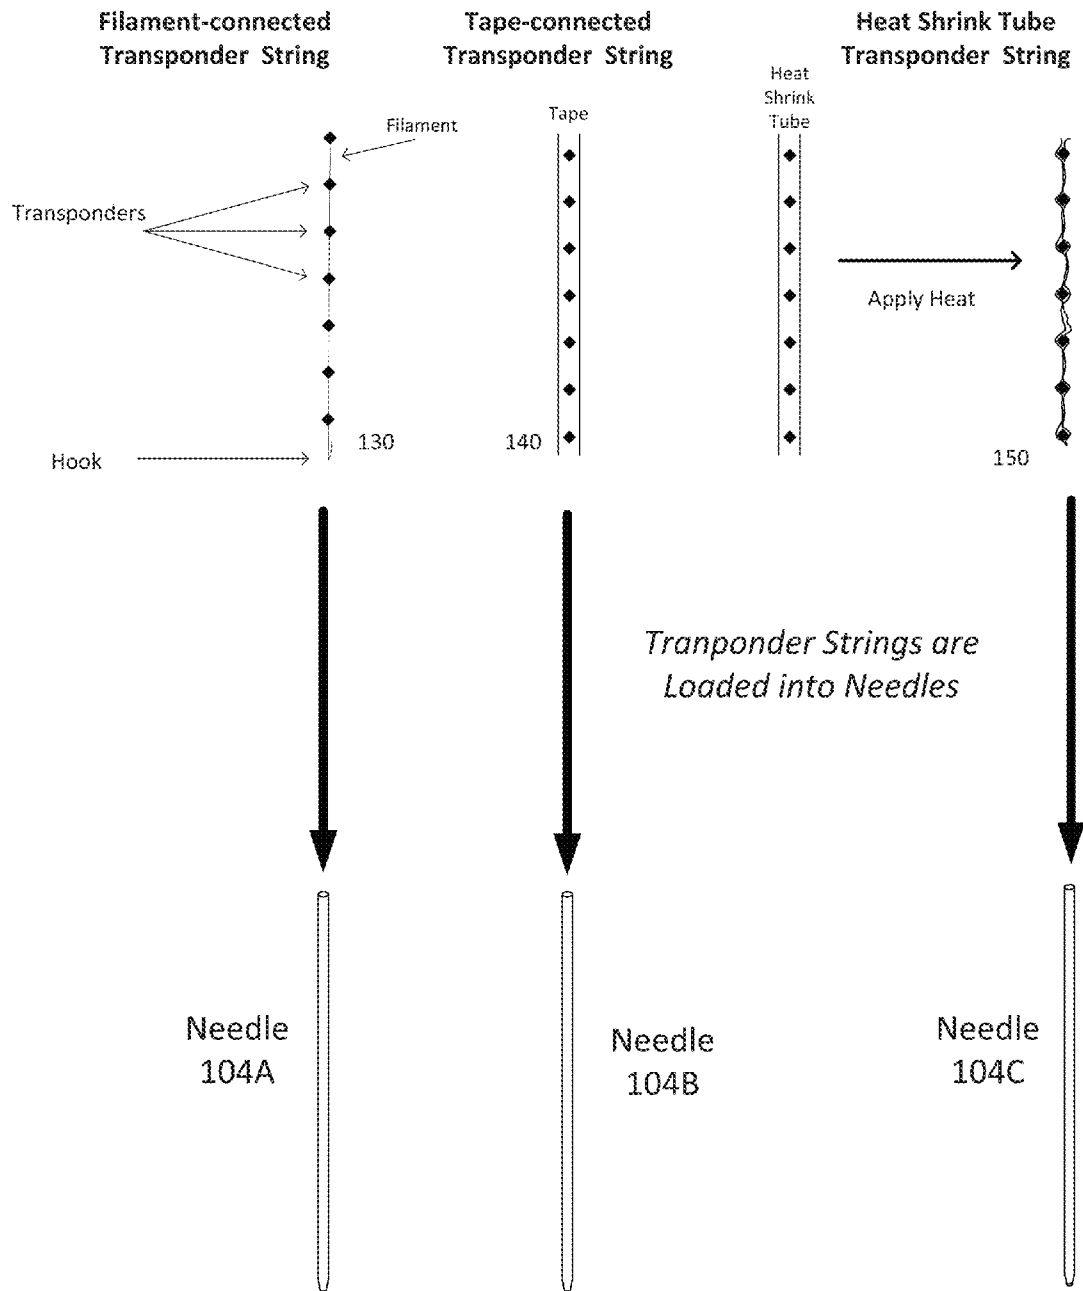 Filament-connected
Transponder String
Tape-connected
Transponder String
Heat Shrink Tube
Transponder String
Filament
Tape
Heat
Shrink
Tube
Transponders
Apply Heat
Hook
130
140
150
Tranponder Strings are
Loaded into Needles
Needle
104A
Needle
104B
Needle
104C